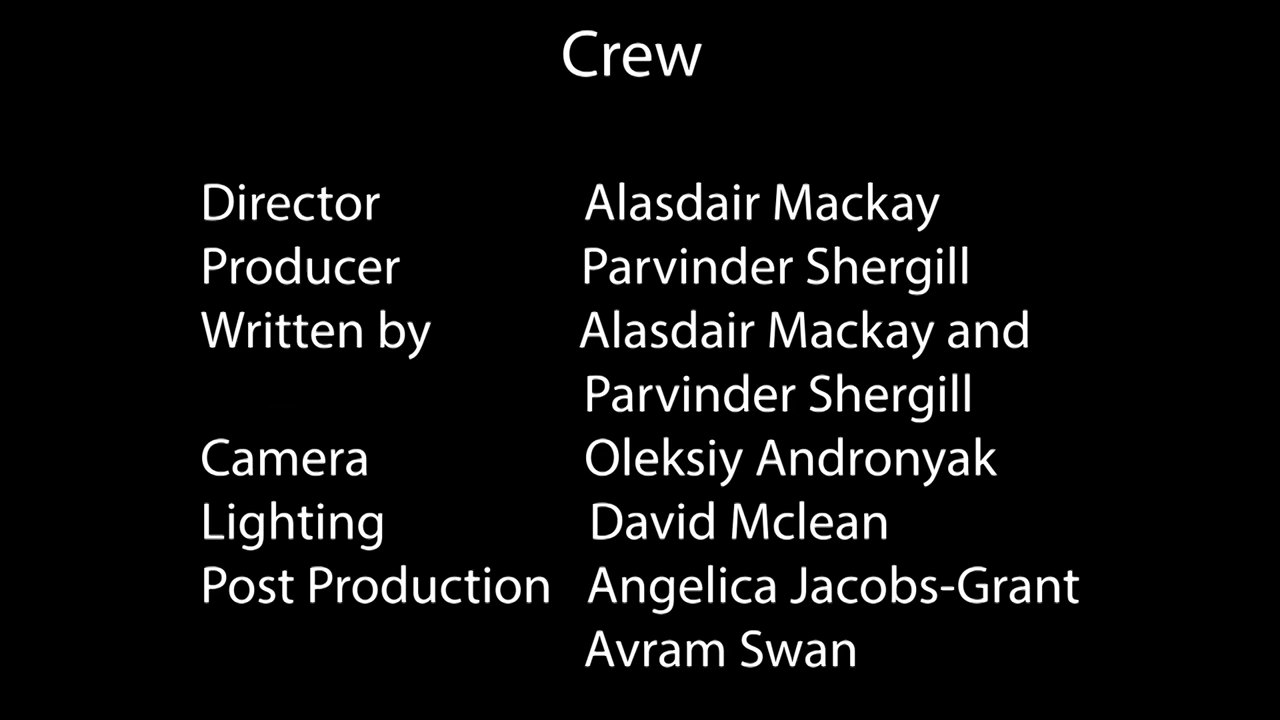 Crew
Director Alasdair Mackay
Producer Parvinder Shergill
Written by Alasdair Mackay and
Parvinder Shergill
Camera Oleksiy Andronyak
Lighting David Mclean
Post Production Angelica Jacobs-Grant
Avram Swan